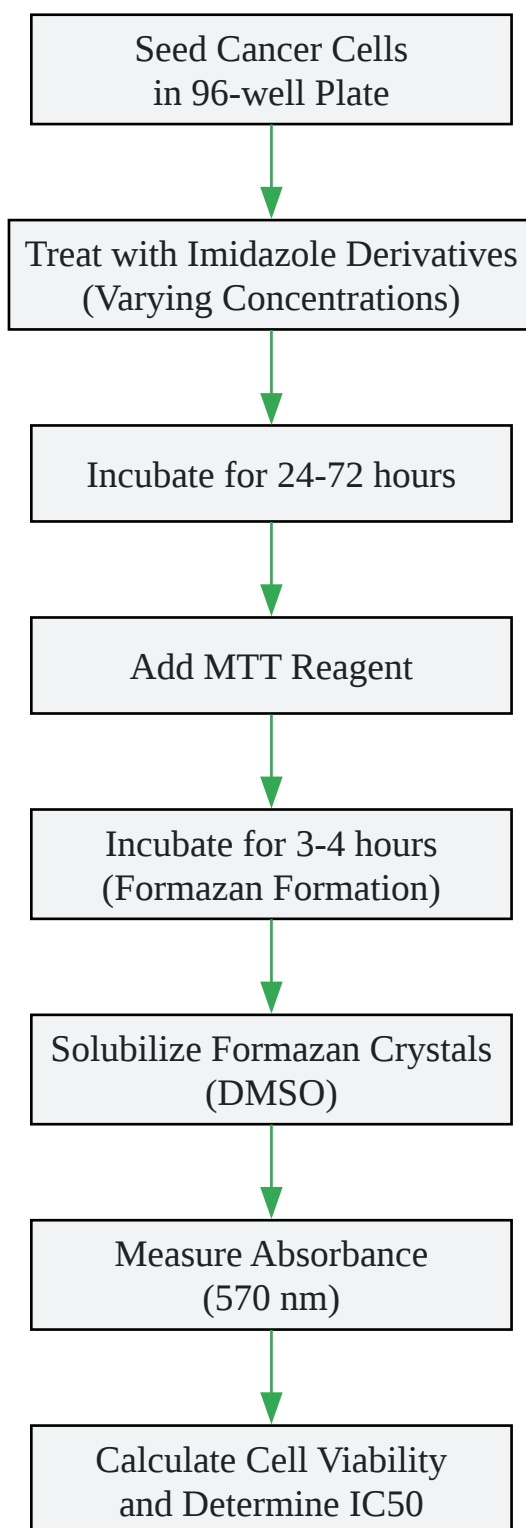 Seed Cancer Cells
in 96-well Plate
Treat with Imidazole Derivatives
(Varying Concentrations)
Incubate for 24-72 hours
Add MTT Reagent
Incubate for 3-4 hours
(Formazan Formation)
Solubilize Formazan Crystals
(DMSO)
Measure Absorbance
(570 nm)
Calculate Cell Viability
and Determine IC50